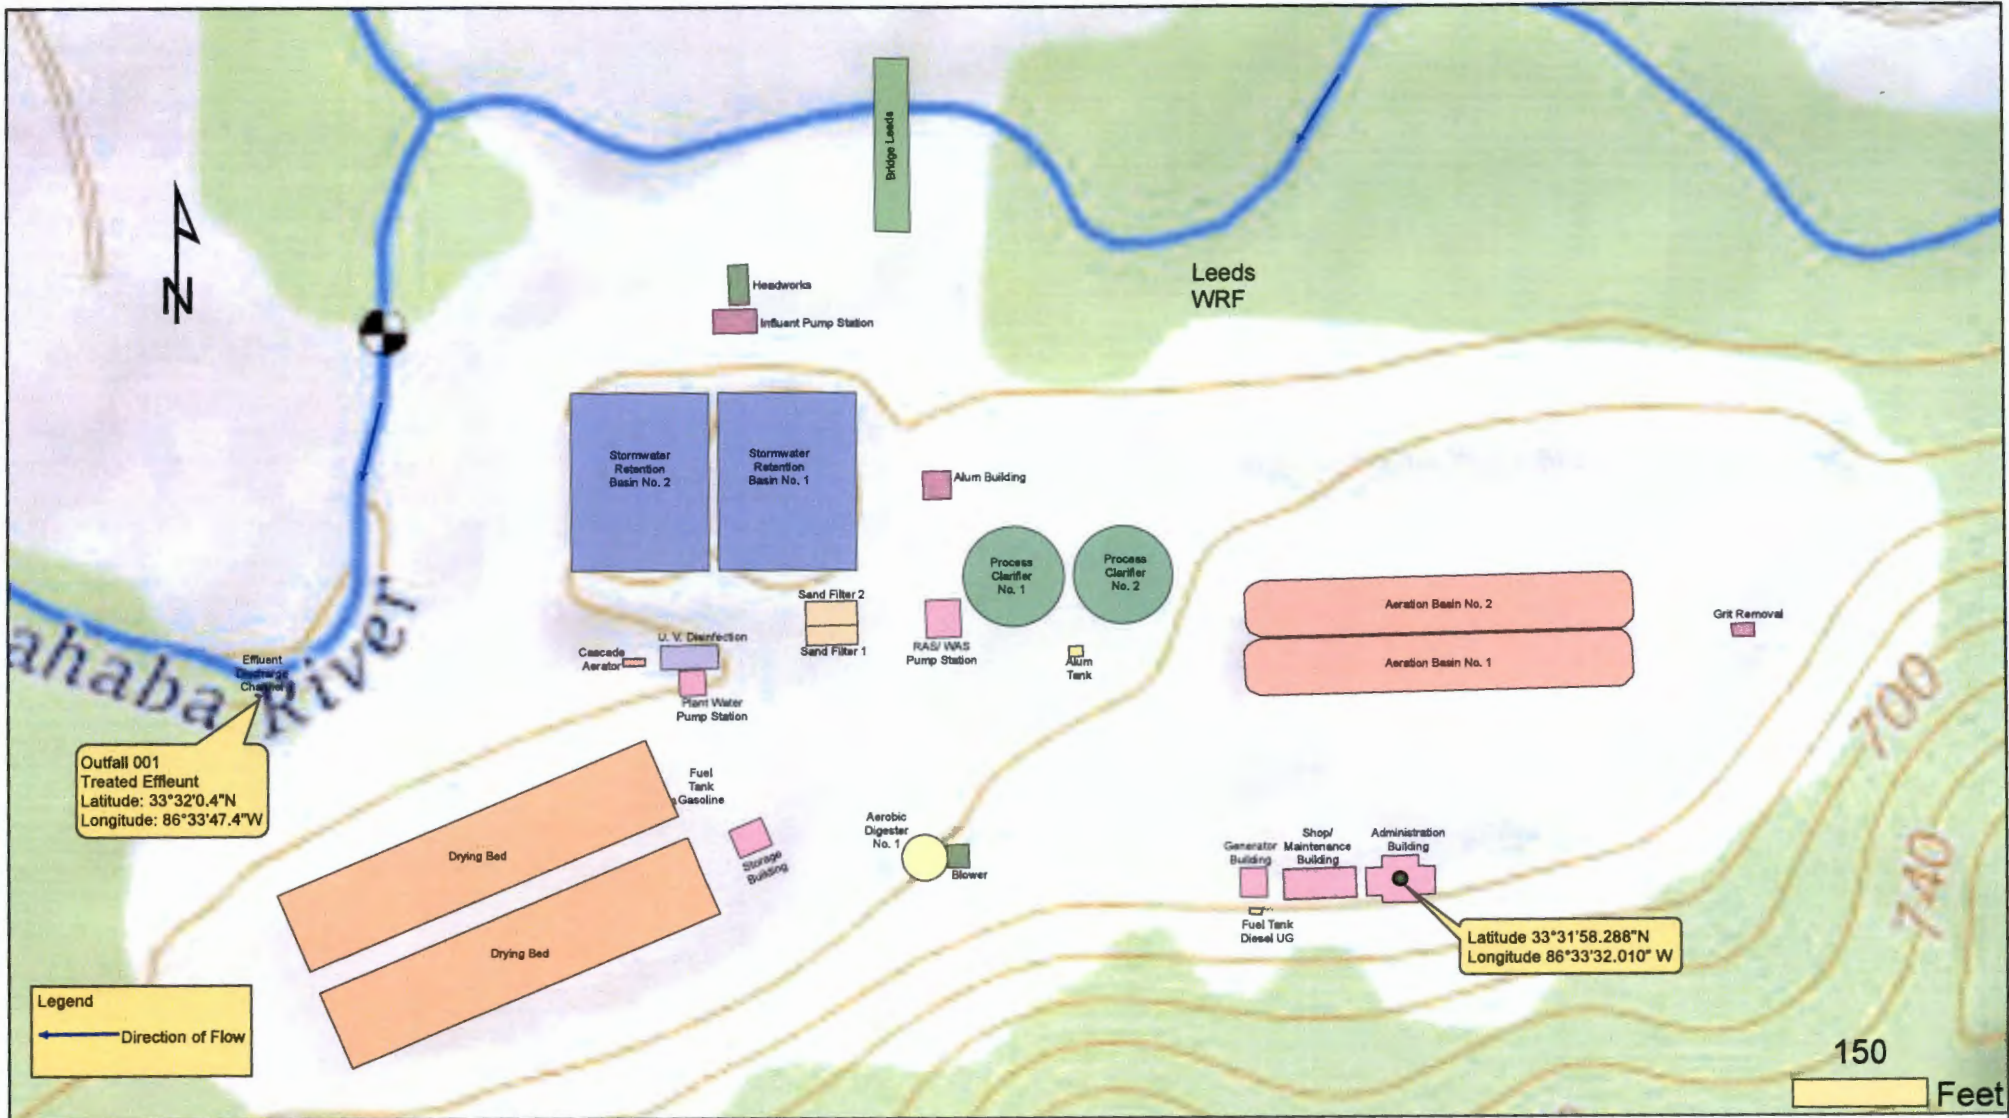 Bridge Leeds
Leeds
WRF
N
Headworks
Influent Pump Station
Stormwater
Retention
Basin No. 2
Stormwater
Retention
Basin No. 1
Alum Building
Process
Clarifier
No. 1
Process
Clarifier
No. 2
Aeration Basin No. 2
Aeration Basin No. 1
Grit Removal
Sand Filter 2
Sand Filter 1
RAS/ WAS
Pump Station
Alum
Tank
U. V. Disinfection
Cascade
Aerator
Plant Water
Pump Station
Effluent
Discharge
Channel
ahaba River
Outfall 001
Treated Effleunt
Latitude: 33°32'0.4"N
Longitude: 86°33'47.4"W
700
740
Fuel
Tank
Gasoline
Storage
Building
Drying Bed
Drying Bed
Aerobic
Digester
No. 1
Blower
Generator
Building
Shop/
Maintenance
Building
Administration
Building
Fuel Tank
Diesel UG
Latitude 33°31'58.288"N
Longitude 86°33'32.010" W
Legend
Direction of Flow
150
Feet